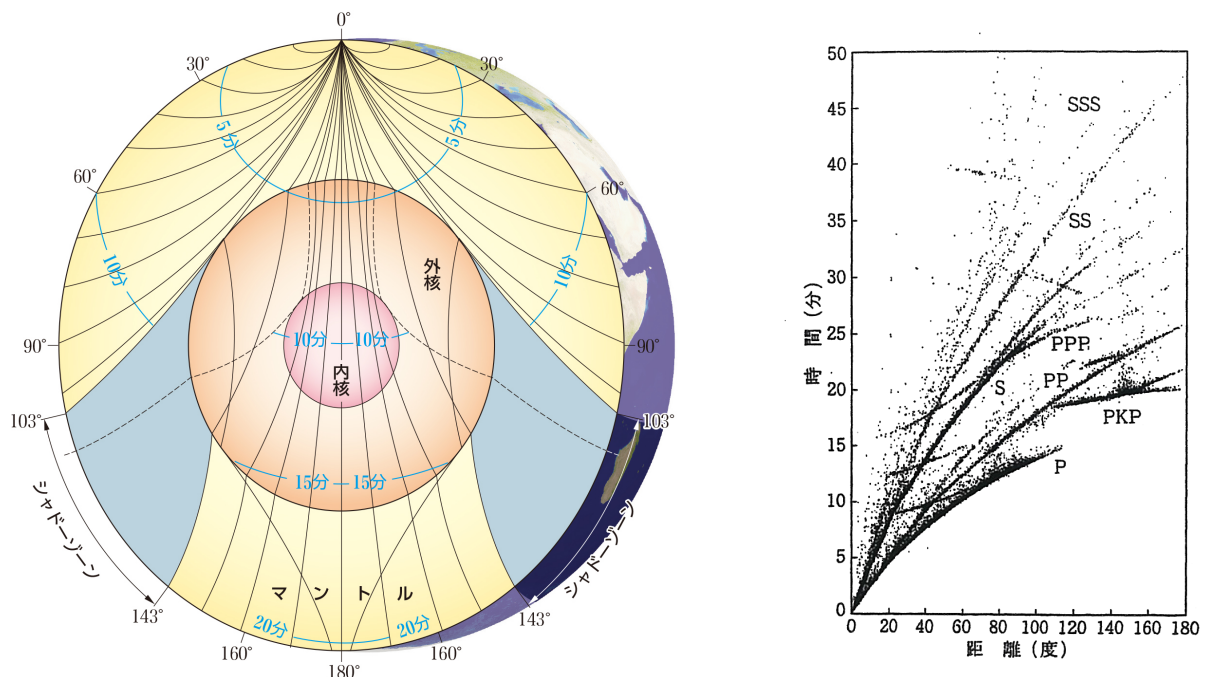 0°
30°
30°
5分
5分
60°
60°
10分
10分
外核
90°
10分
10分
90°
内核
103°
103°
15分
15分
シャドーゾーン
シャドーゾーン
マントル
143°
20分
20分
143°
160°
160°
180°
50
45
40
35
30
25
20
15
10
5
0
時間(分)
SSS
SS
PPP
S
PP
PKP
P
0 20 40 60 80 100 120 140 160 180
距離(度)